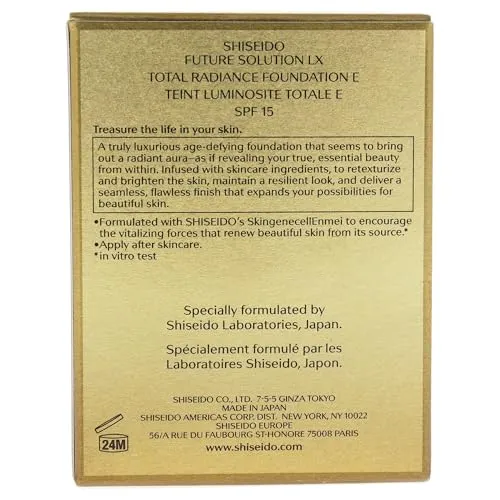 SHISEIDO
FUTURE SOLUTION LX
TOTAL RADIANCE FOUNDATION E
TEINT LUMINOSITE TOTALE E
SPF 15
Treasure the life in your skin.
A truly luxurious age-defying foundation that seems to bring
out a radiant aura–as if revealing your true, essential beauty
from within. Infused with skincare ingredients, to retexturize
and brighten the skin, maintain a resilient look, and deliver a
seamless, flawless finish that expands your possibilities for
beautiful skin.
•Formulated with SHISEIDO's SkingenecellEnmei to encourage
the vitalizing forces that renew beautiful skin from its source.*
•Apply after skincare.
*in vitro test
Specially formulated by
Shiseido Laboratories, Japan.
Spécialement formulé par les
Laboratoires Shiseido, Japan.
SHISEIDO CO., LTD. 7-5-5 GINZA TOKYO
MADE IN JAPAN
SHISEIDO AMERICAS CORP. DIST. NEW YORK, NY 10022
SHISEIDO EUROPE
56/A RUE DU FAUBOURG ST-HONORE 75008 PARIS
www.shiseido.com
24M